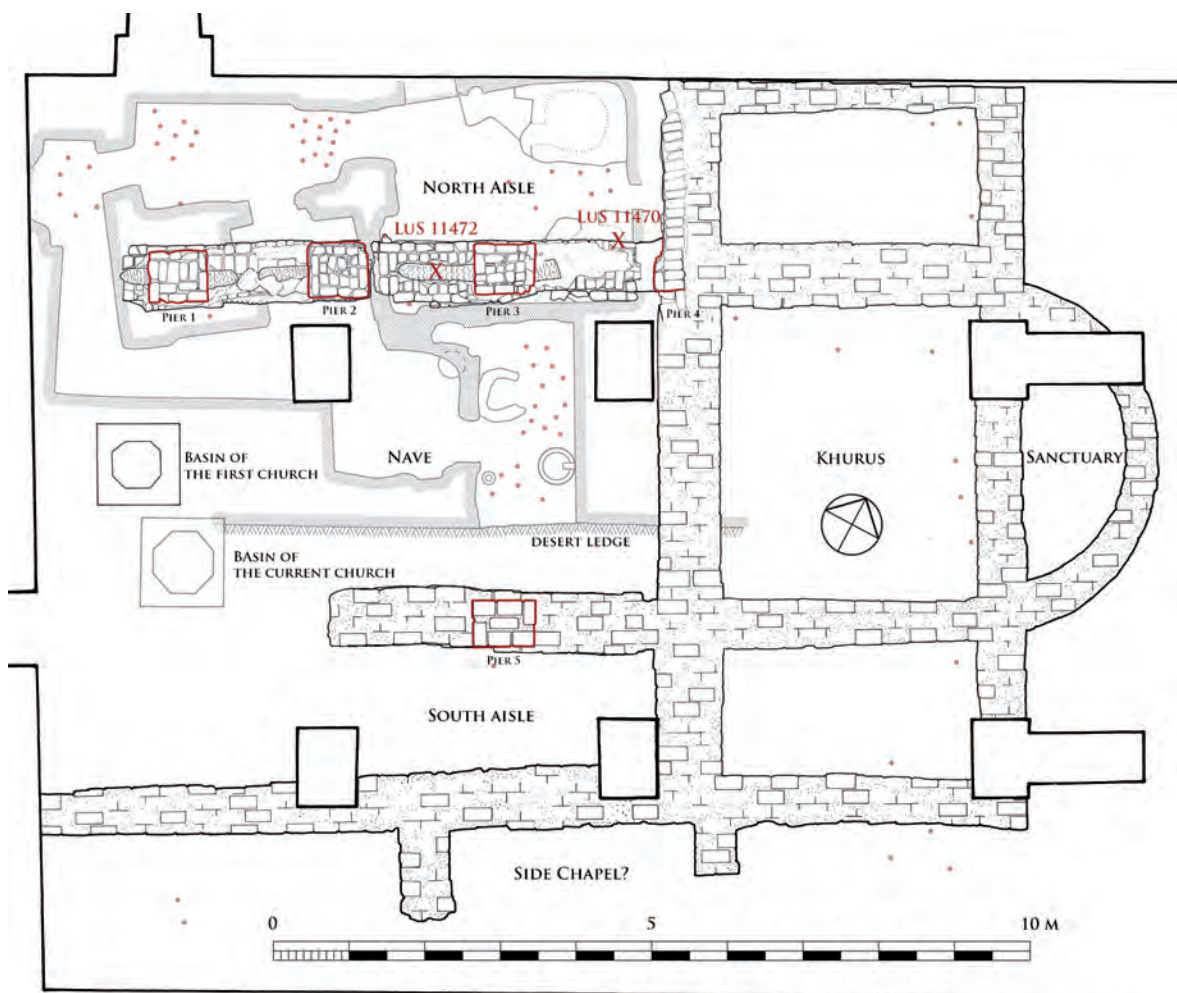 NORTH AISLE
LUS 11472
LUS 11470
X
X
PIER 1
PIER 2
PIER 3
PIER 4
BASIN OF
THE FIRST CHURCH
NAVE
KHURUS
SANCTUARY
DESERT LEDGE
BASIN OF
THE CURRENT CHURCH
PIER 5
SOUTH AISLE
SIDE CHAPEL?
0 5 10 M